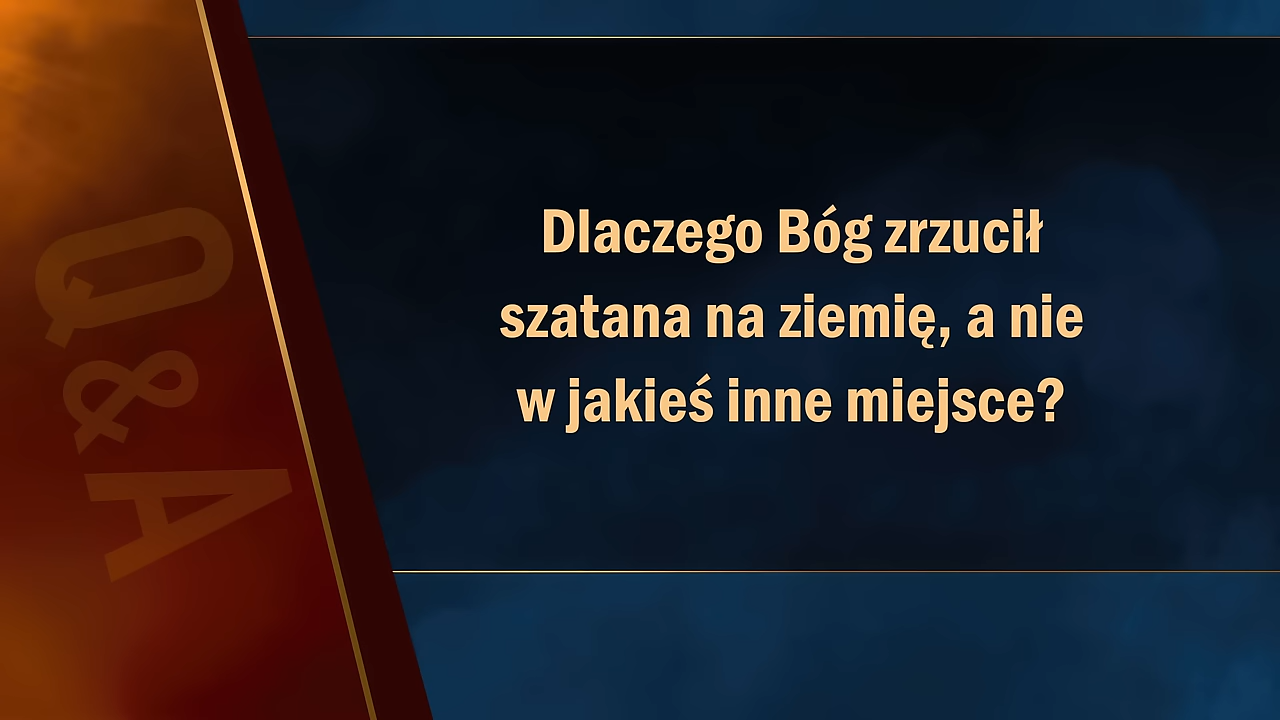 Q & A
Dlaczego Bóg zrzucił
szatana na ziemię, a nie
w jakieś inne miejsce?